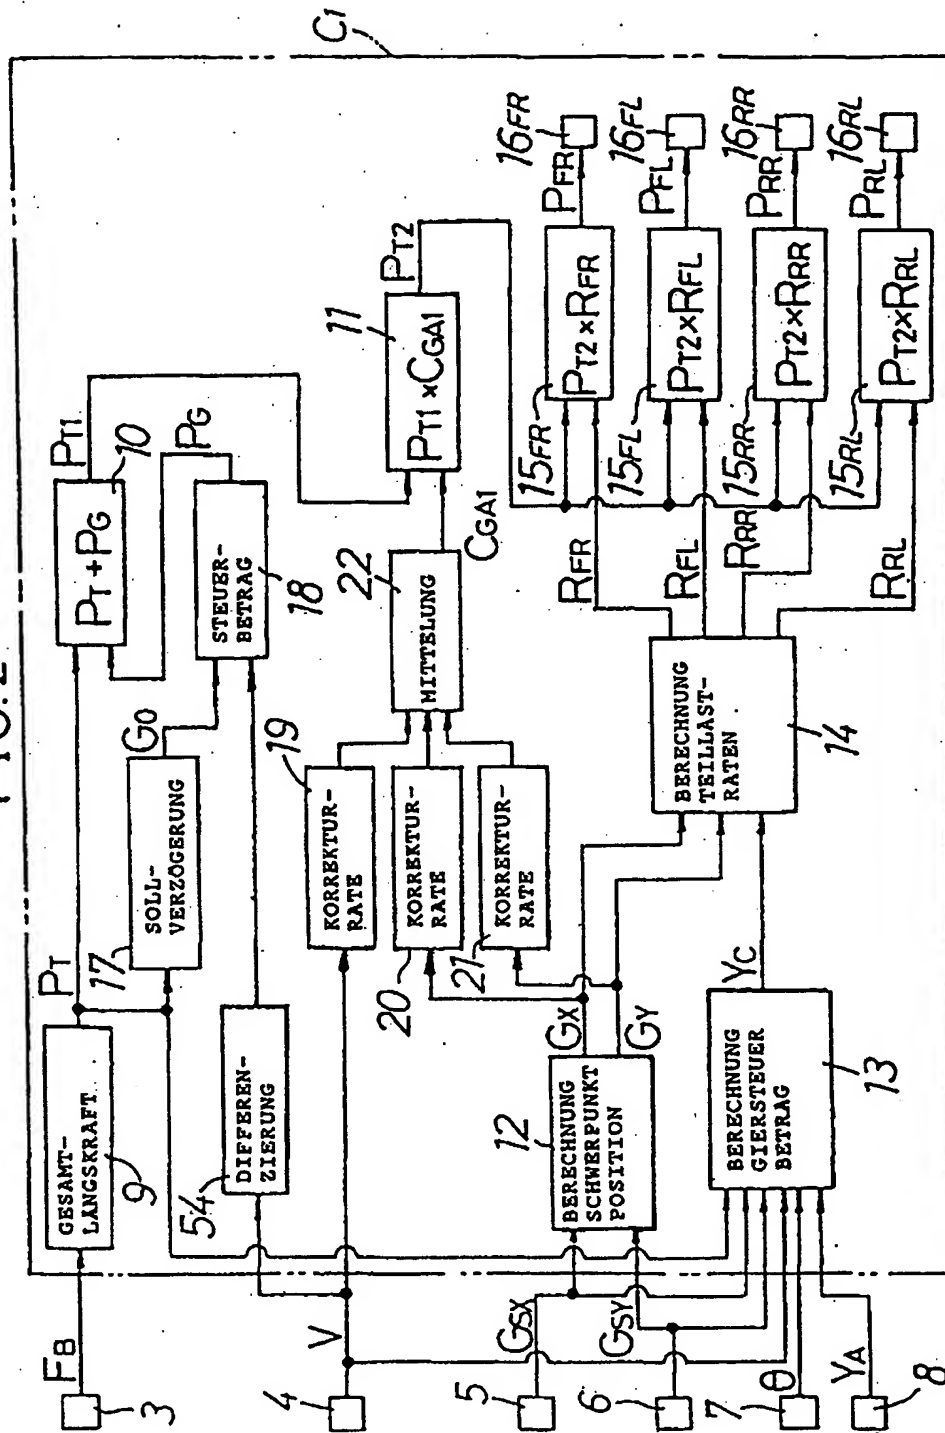 FIG. 2
C1
FB
3
GESAMT-
LÄNGSKRAFT
9
PT
17
SOLL-
VERZÖGERUNG
G0
PT + PG
10
PT1
PG
STEUER-
BETRAG
18
54
DIFFEREN-
ZIERUNG
V
4
KORREKTUR-
RATE
19
KORREKTUR-
RATE
20
KORREKTUR-
RATE
21
MITTELUNG
22
CGA1
PT1 × CGA1
11
PT2
GSX
5
GSY
6
12
BERECHNUNG
SCHWERPUNKT
POSITION
GX
GY
θ
7
YA
8
BERECHNUNG
GIERSTEUER
BETRAG
13
YC
BERECHNUNG
TEILLAST-
RATEN
14
RFR
RFL
RRR
RRL
15FR
PT2×RFR
PFR
16FR
15FL
PT2×RFL
PFL
16FL
15RR
PT2×RRR
PRR
16RR
15RL
PT2×RRL
PRL
16RL